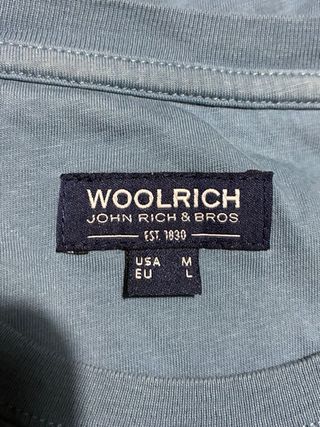 WOOLRICH
JOHN RICH & BROS
EST. 1830
USA M
EU L